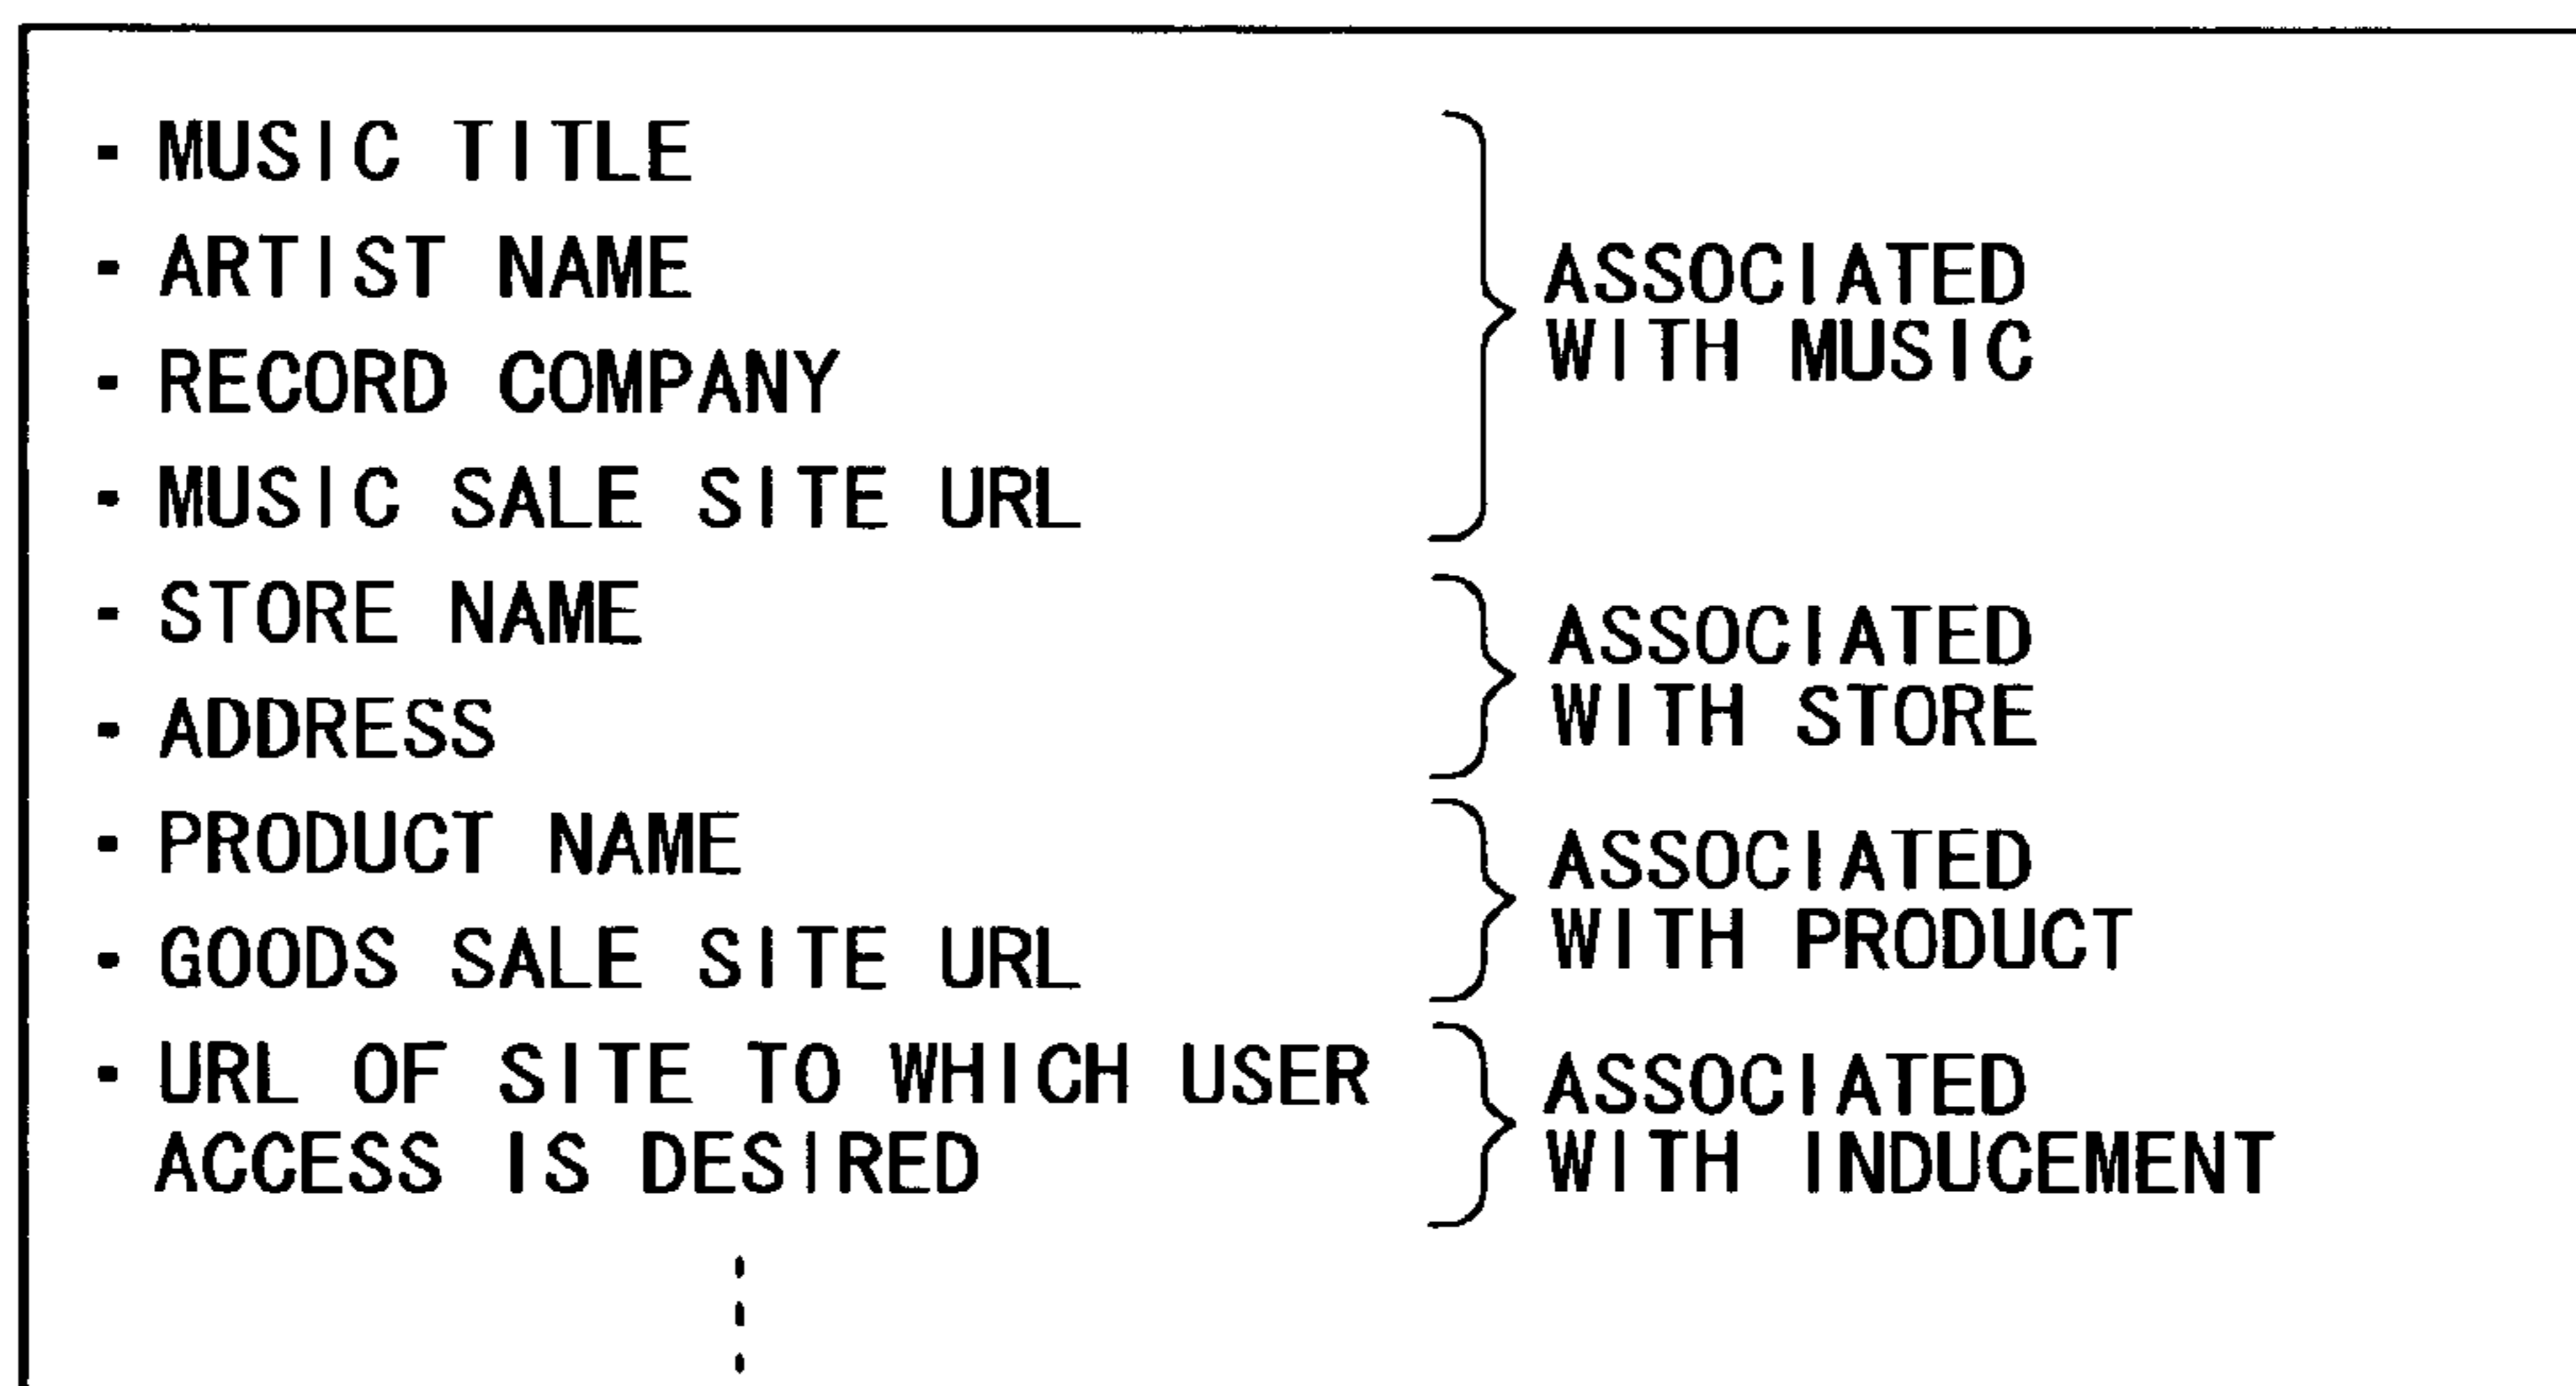 - MUSIC TITLE
- ARTIST NAME
- RECORD COMPANY
- MUSIC SALE SITE URL
ASSOCIATED
WITH MUSIC
- STORE NAME
- ADDRESS
ASSOCIATED
WITH STORE
- PRODUCT NAME
- GOODS SALE SITE URL
ASSOCIATED
WITH PRODUCT
- URL OF SITE TO WHICH USER
ACCESS IS DESIRED
ASSOCIATED
WITH INDUCEMENT